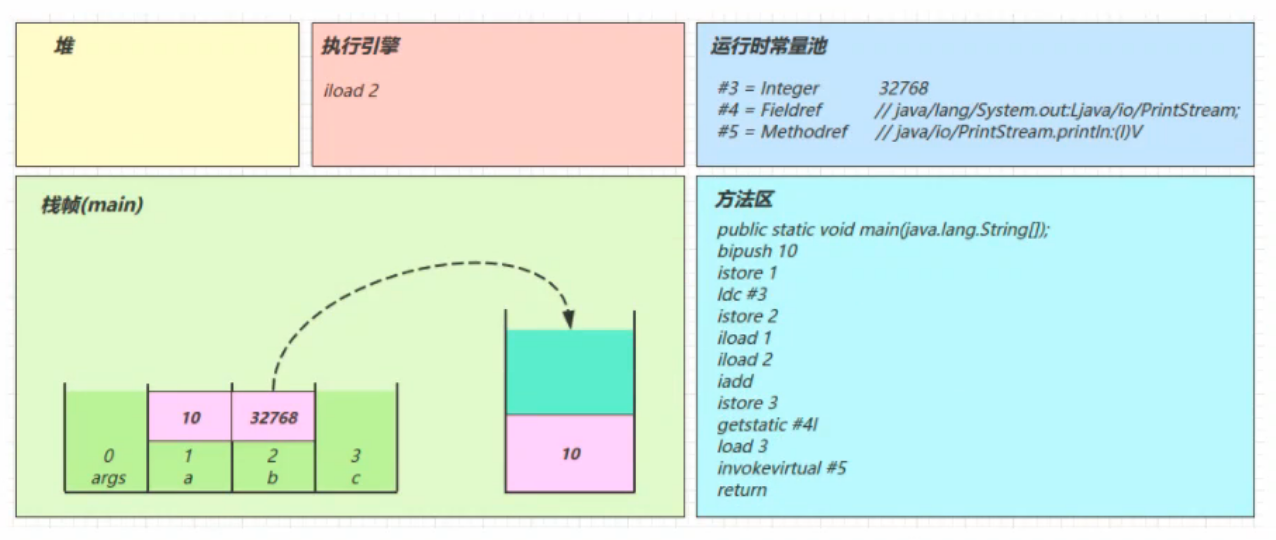 堆
执行引擎
iload 2
运行时常量池
#3 = Integer 32768
#4 = Fieldref // java/lang/System.out:Ljava/io/PrintStream;
#5 = Methodref // java/io/PrintStream.println:(I)V
栈帧(main)
10 32768
0 1 2 3
args a b c
10
方法区
public static void main(java.lang.String[]);
bipush 10
istore 1
ldc #3
istore 2
iload 1
iload 2
iadd
istore 3
getstatic #4I
load 3
invokevirtual #5
return